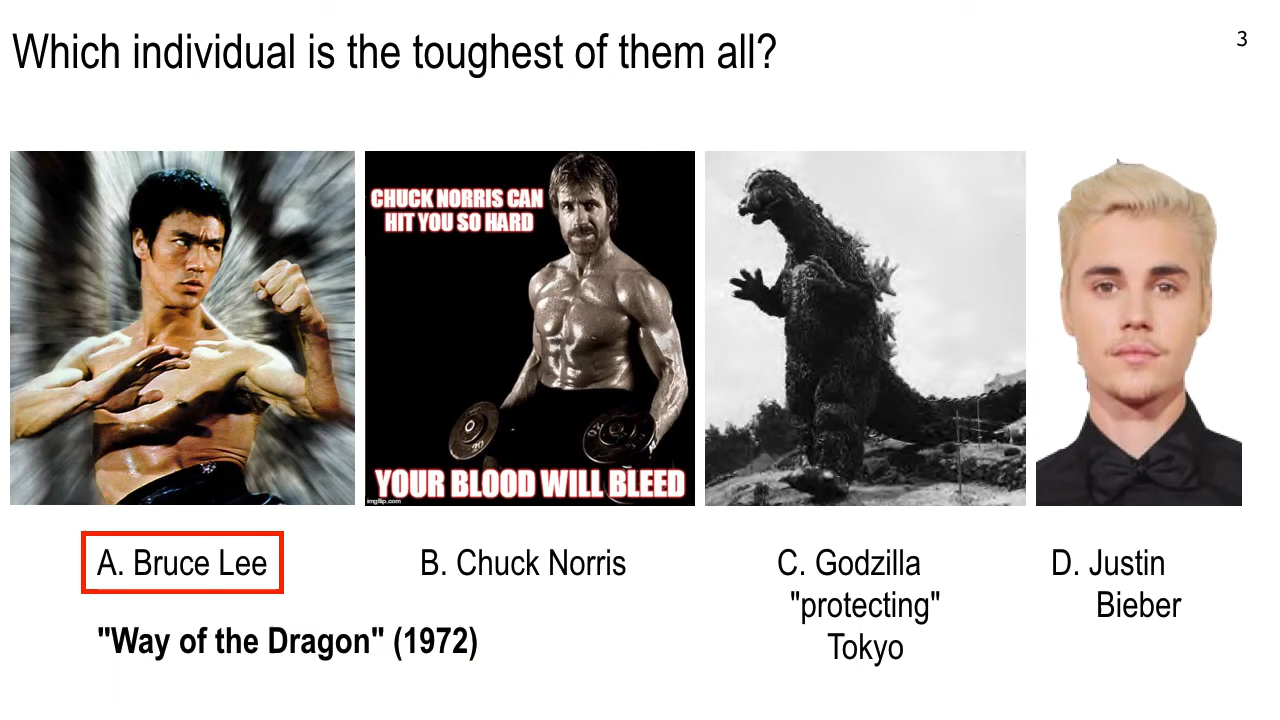 Which individual is the toughest of them all?
3
CHUCK NORRIS CAN
HIT YOU SO HARD
YOUR BLOOD WILL BLEED
imgflip.com
A. Bruce Lee
B. Chuck Norris
C. Godzilla
"protecting"
Tokyo
D. Justin
Bieber
"Way of the Dragon" (1972)